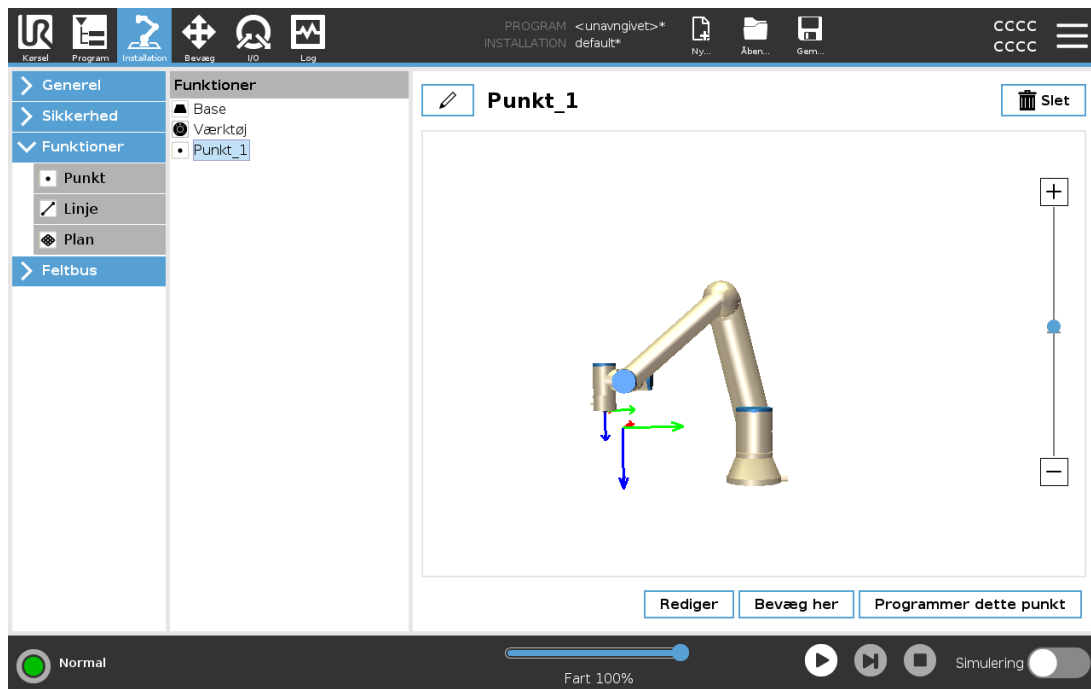 PROGRAM <unavngivet>*
INSTALLATION default*
CCCC
CCCC
Kørsel Program Installation Bevæg I/O Log
Ny... Åben... Gem...
Generel
Sikkerhed
Funktioner
Punkt
Linje
Plan
Feltbus
Funktioner
Base
Værktøj
Punkt_1
Punkt_1
Slet
+
−
Rediger Bevæg her Programmer dette punkt
Normal
Fart 100%
Simulering